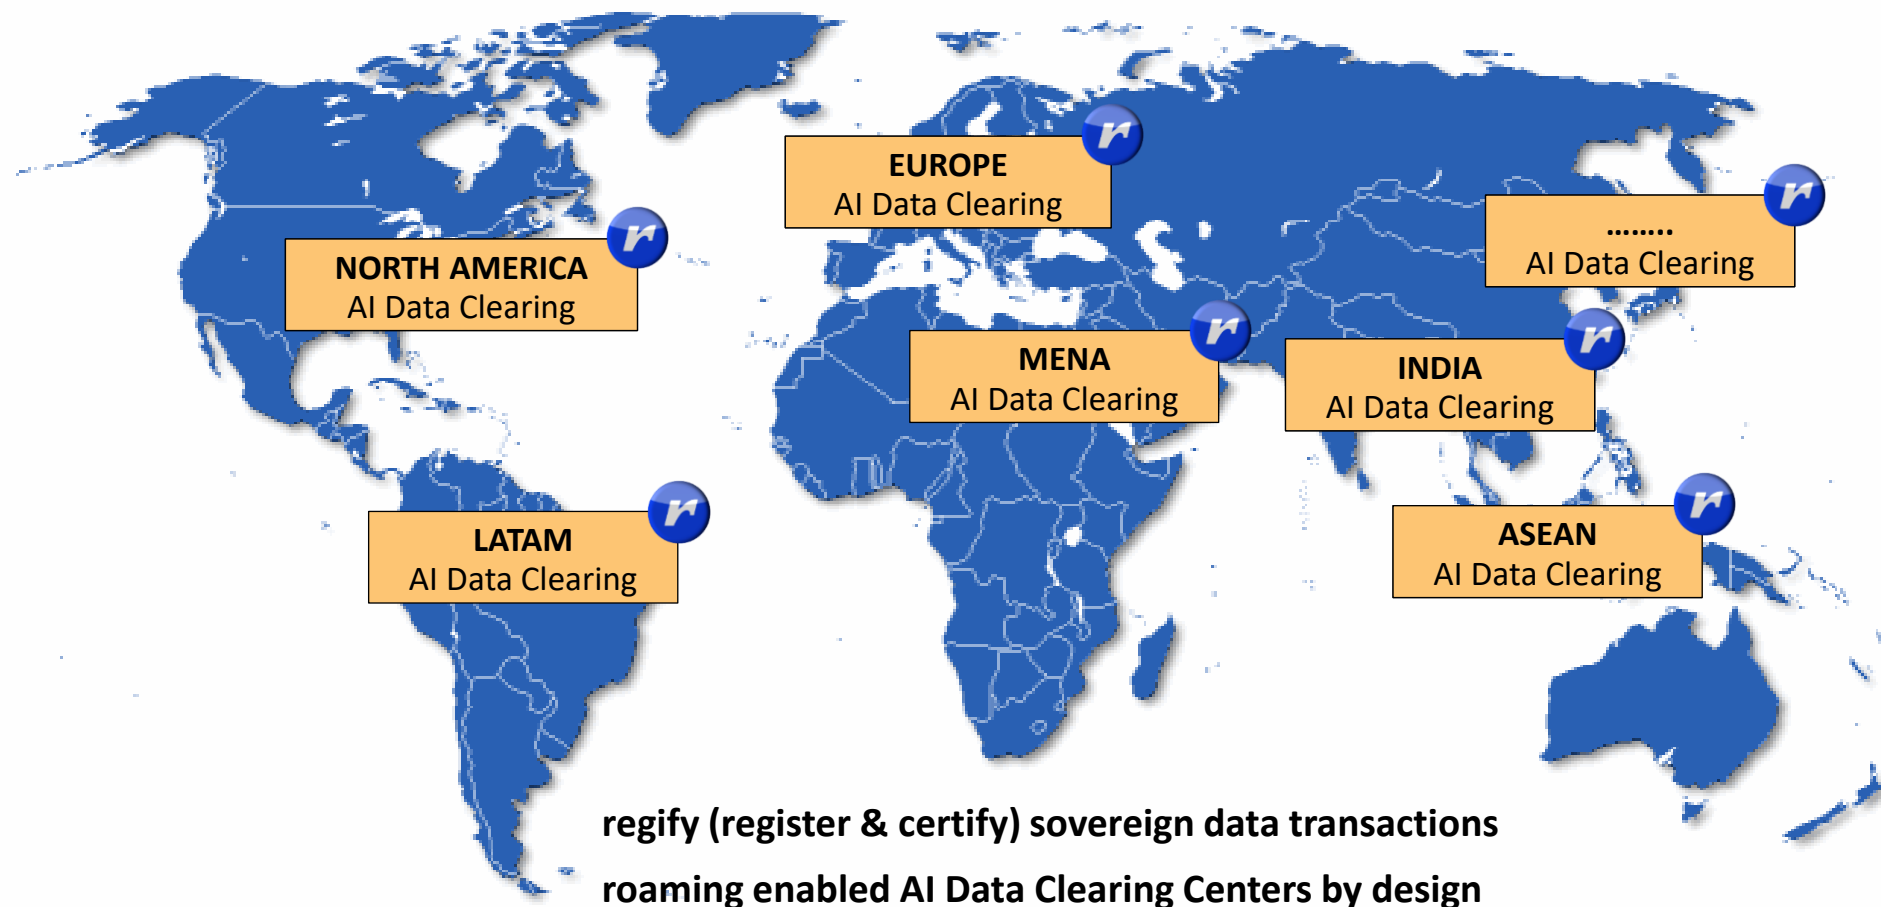 EUROPE
AI Data Clearing
r
........
AI Data Clearing
r
NORTH AMERICA
AI Data Clearing
r
MENA
AI Data Clearing
r
INDIA
AI Data Clearing
r
LATAM
AI Data Clearing
r
ASEAN
AI Data Clearing
r
regify (register & certify) sovereign data transactions
roaming enabled AI Data Clearing Centers by design